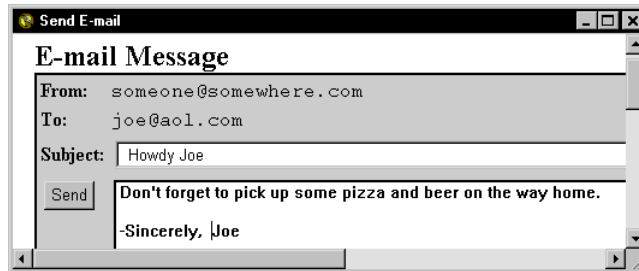 Send E-mail
E-mail Message
From: someone@somewhere.com
To: joe@aol.com
Subject: Howdy Joe
Send
Don't forget to pick up some pizza and beer on the way home.
-Sincerely, Joe